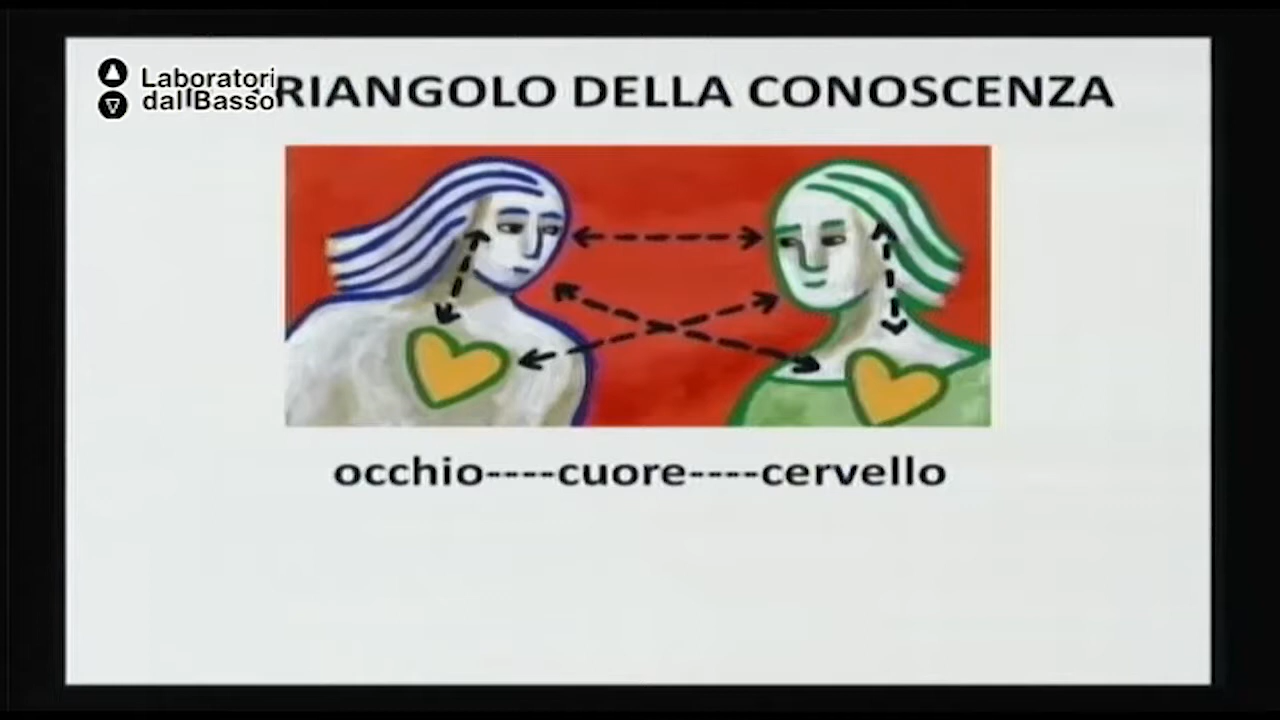 Laboratori
dal Basso
RIANGOLO DELLA CONOSCENZA
occhio----cuore----cervello